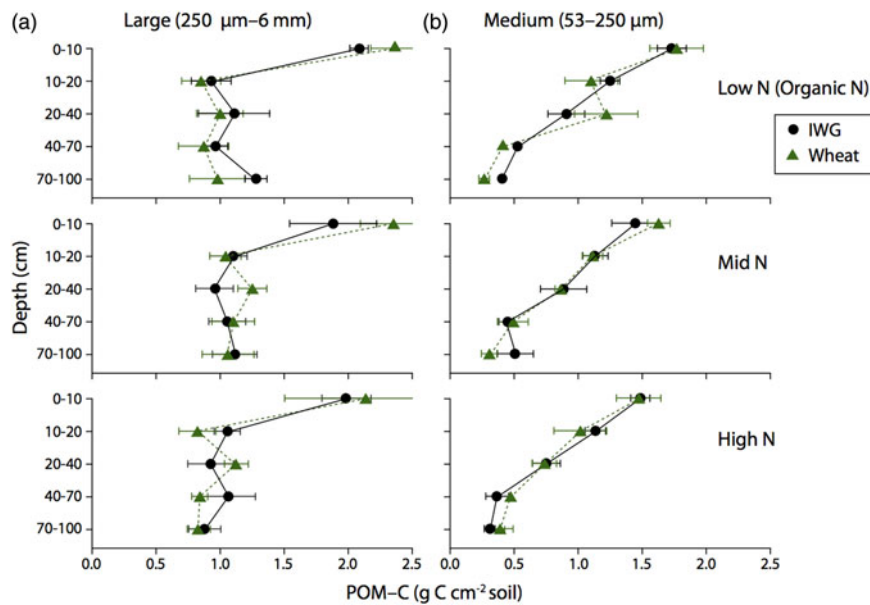 (a) Large (250 µm–6 mm)
(b) Medium (53–250 µm)
0-10
10-20
20-40
40-70
70-100
Low N (Organic N)
IWG
Wheat
Depth (cm)
0-10
10-20
20-40
40-70
70-100
Mid N
0-10
10-20
20-40
40-70
70-100
High N
0.0 0.5 1.0 1.5 2.0 2.5
0.0 0.5 1.0 1.5 2.0 2.5
POM–C (g C cm⁻² soil)